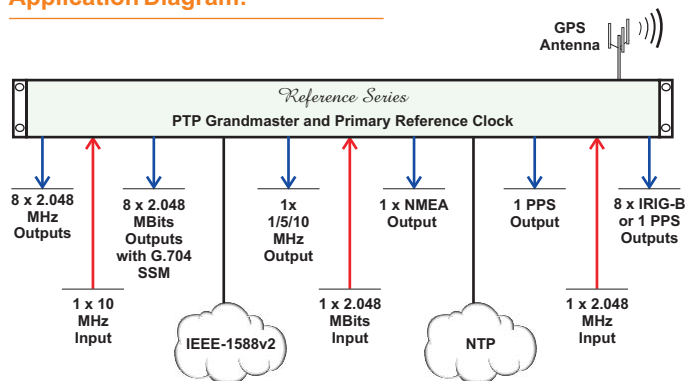 Application Diagram:
GPS
Antenna
Reference Series
PTP Grandmaster and Primary Reference Clock
8 x 2.048
MHz
Outputs
8 x 2.048
MBits
Outputs
with G.704
SSM
1x
1/5/10
MHz
Output
1 x NMEA
Output
1 PPS
Output
8 x IRIG-B
or 1 PPS
Outputs
1 x 10
MHz
Input
IEEE-1588v2
1 x 2.048
MBits
Input
NTP
1 x 2.048
MHz
Input